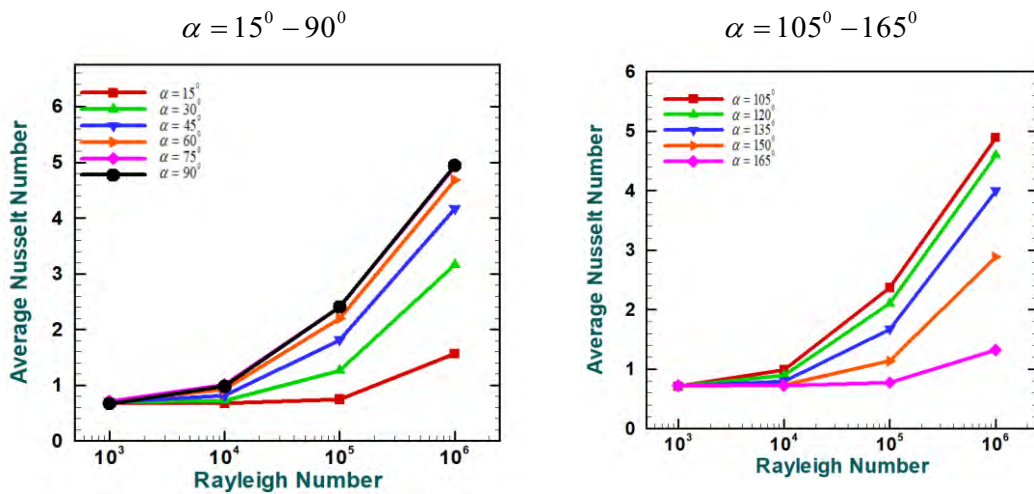 α = 15⁰ – 90⁰
α = 105⁰ – 165⁰
6
5
4
3
2
1
0
α = 15⁰
α = 30⁰
α = 45⁰
α = 60⁰
α = 75⁰
α = 90⁰
Average Nusselt Number
10³ 10⁴ 10⁵ 10⁶
Rayleigh Number
6
5
4
3
2
1
0
α = 105⁰
α = 120⁰
α = 135⁰
α = 150⁰
α = 165⁰
Average Nusselt Number
10³ 10⁴ 10⁵ 10⁶
Rayleigh Number